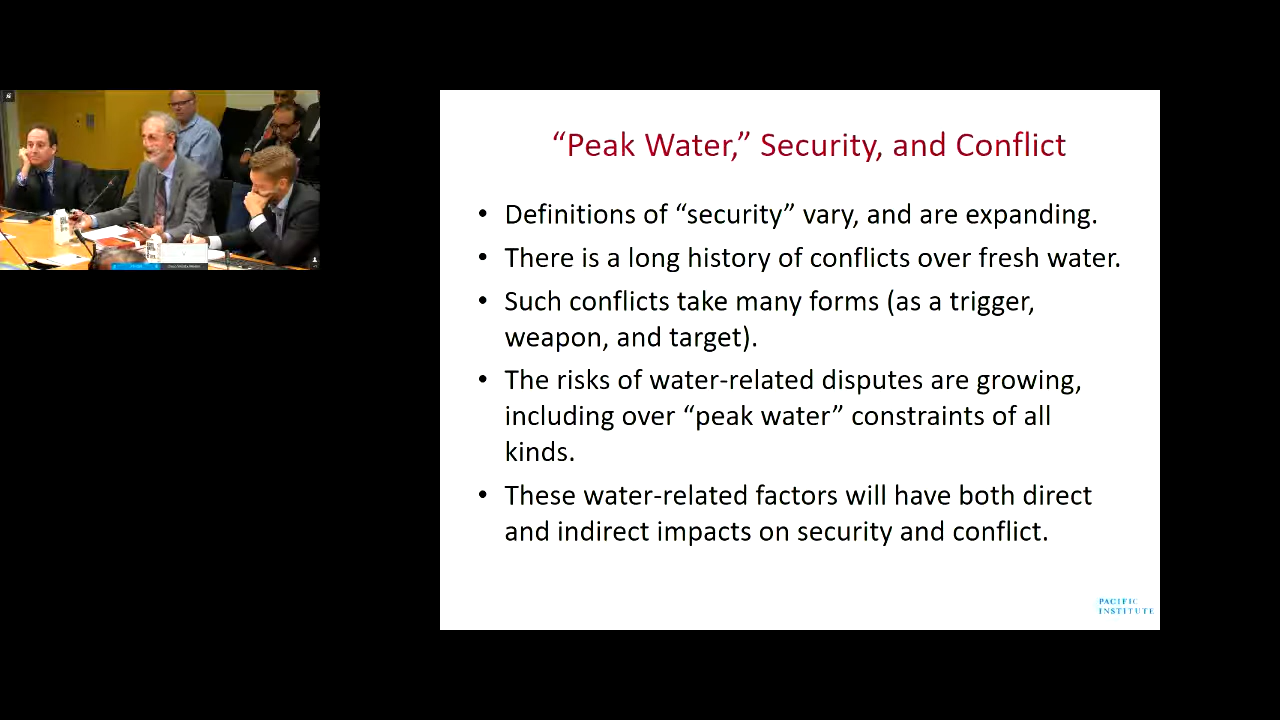 “Peak Water,” Security, and Conflict
• Definitions of “security” vary, and are expanding.
• There is a long history of conflicts over fresh water.
• Such conflicts take many forms (as a trigger,
weapon, and target).
• The risks of water-related disputes are growing,
including over “peak water” constraints of all
kinds.
• These water-related factors will have both direct
and indirect impacts on security and conflict.
PACIFIC
INSTITUTE